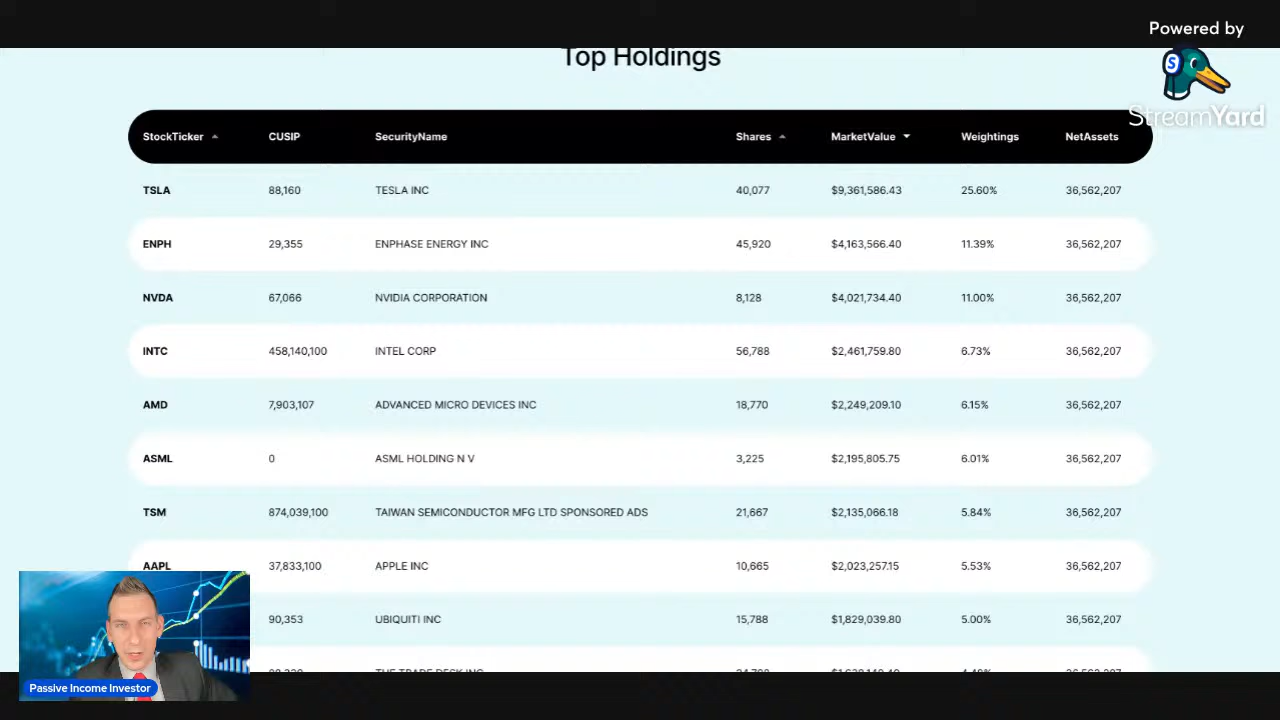 Powered by
StreamYard
Top Holdings
StockTicker CUSIP SecurityName Shares MarketValue Weightings NetAssets
TSLA 88,160 TESLA INC 40,077 $9,361,586.43 25.60% 36,562,207
ENPH 29,355 ENPHASE ENERGY INC 45,920 $4,163,566.40 11.39% 36,562,207
NVDA 67,066 NVIDIA CORPORATION 8,128 $4,021,734.40 11.00% 36,562,207
INTC 458,140,100 INTEL CORP 56,788 $2,461,759.80 6.73% 36,562,207
AMD 7,903,107 ADVANCED MICRO DEVICES INC 18,770 $2,249,209.10 6.15% 36,562,207
ASML 0 ASML HOLDING N V 3,225 $2,195,805.75 6.01% 36,562,207
TSM 874,039,100 TAIWAN SEMICONDUCTOR MFG LTD SPONSORED ADS 21,667 $2,135,066.18 5.84% 36,562,207
AAPL 37,833,100 APPLE INC 10,665 $2,023,257.15 5.53% 36,562,207
90,353 UBIQUITI INC 15,788 $1,829,039.80 5.00% 36,562,207
THE TRADE DESK INC
Passive Income Investor